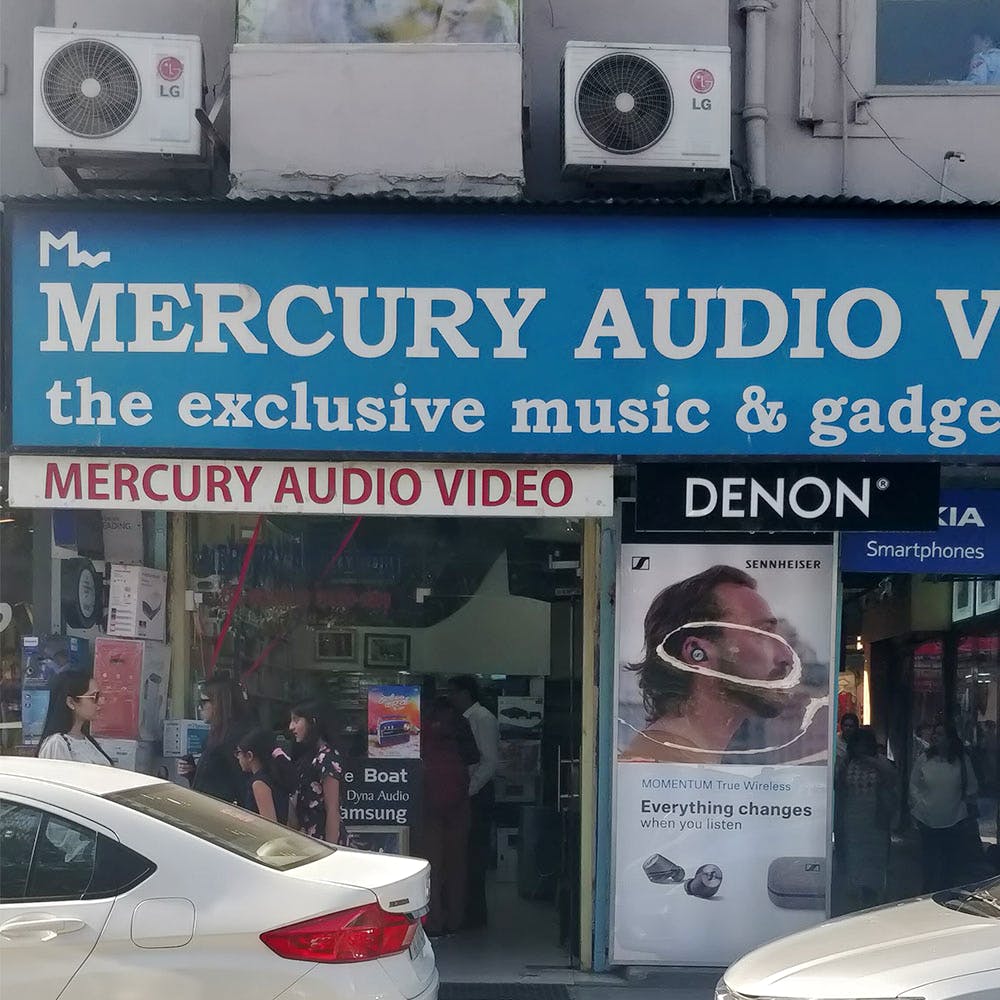 LG
LG
MERCURY AUDIO V
the exclusive music & gadge
MERCURY AUDIO VIDEO
DENON®
KIA
Smartphones
SENNHEISER
e Boat
Dyna Audio
amsung
MOMENTUM True Wireless
Everything changes
when you listen